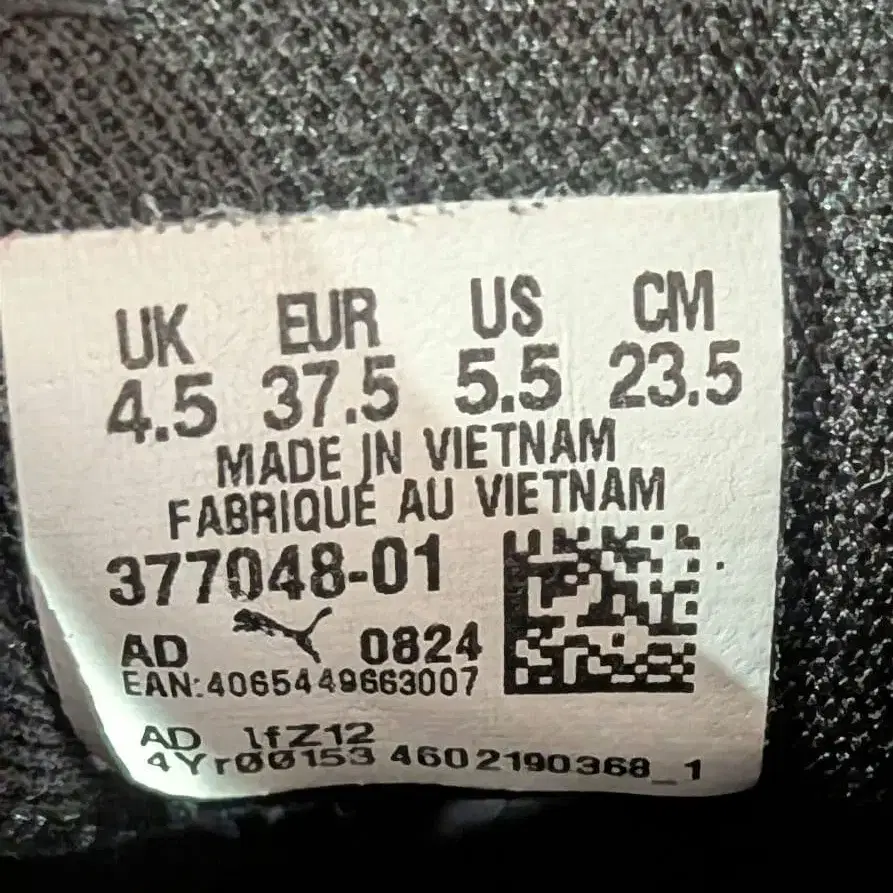 UK EUR US CM
4.5 37.5 5.5 23.5
MADE IN VIETNAM
FABRIQUÉ AU VIETNAM
377048-01
AD 0824
EAN:4065449663007
AD lfZ12
4Yr00153 4602190368_1